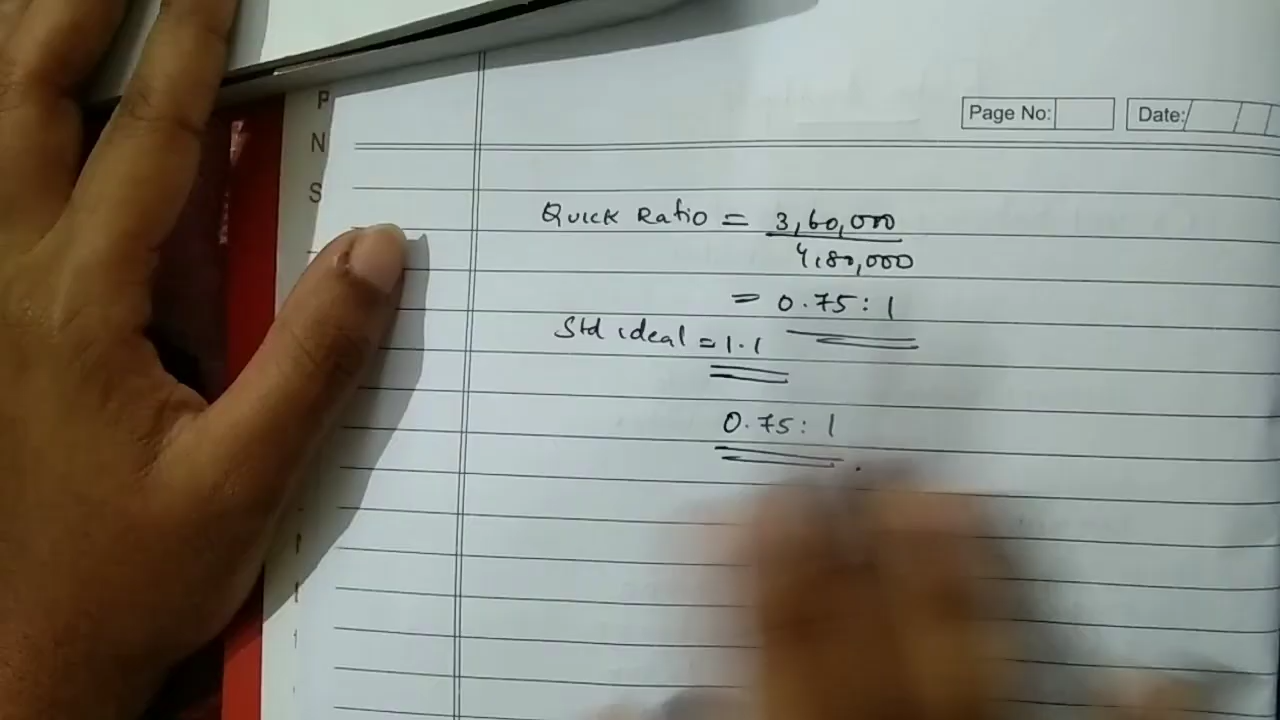 P
N
S
Page No:
Date:
Quick Ratio = 3,60,000
4,80,000
= 0.75 : 1
Std ideal = 1.1
0.75 : 1